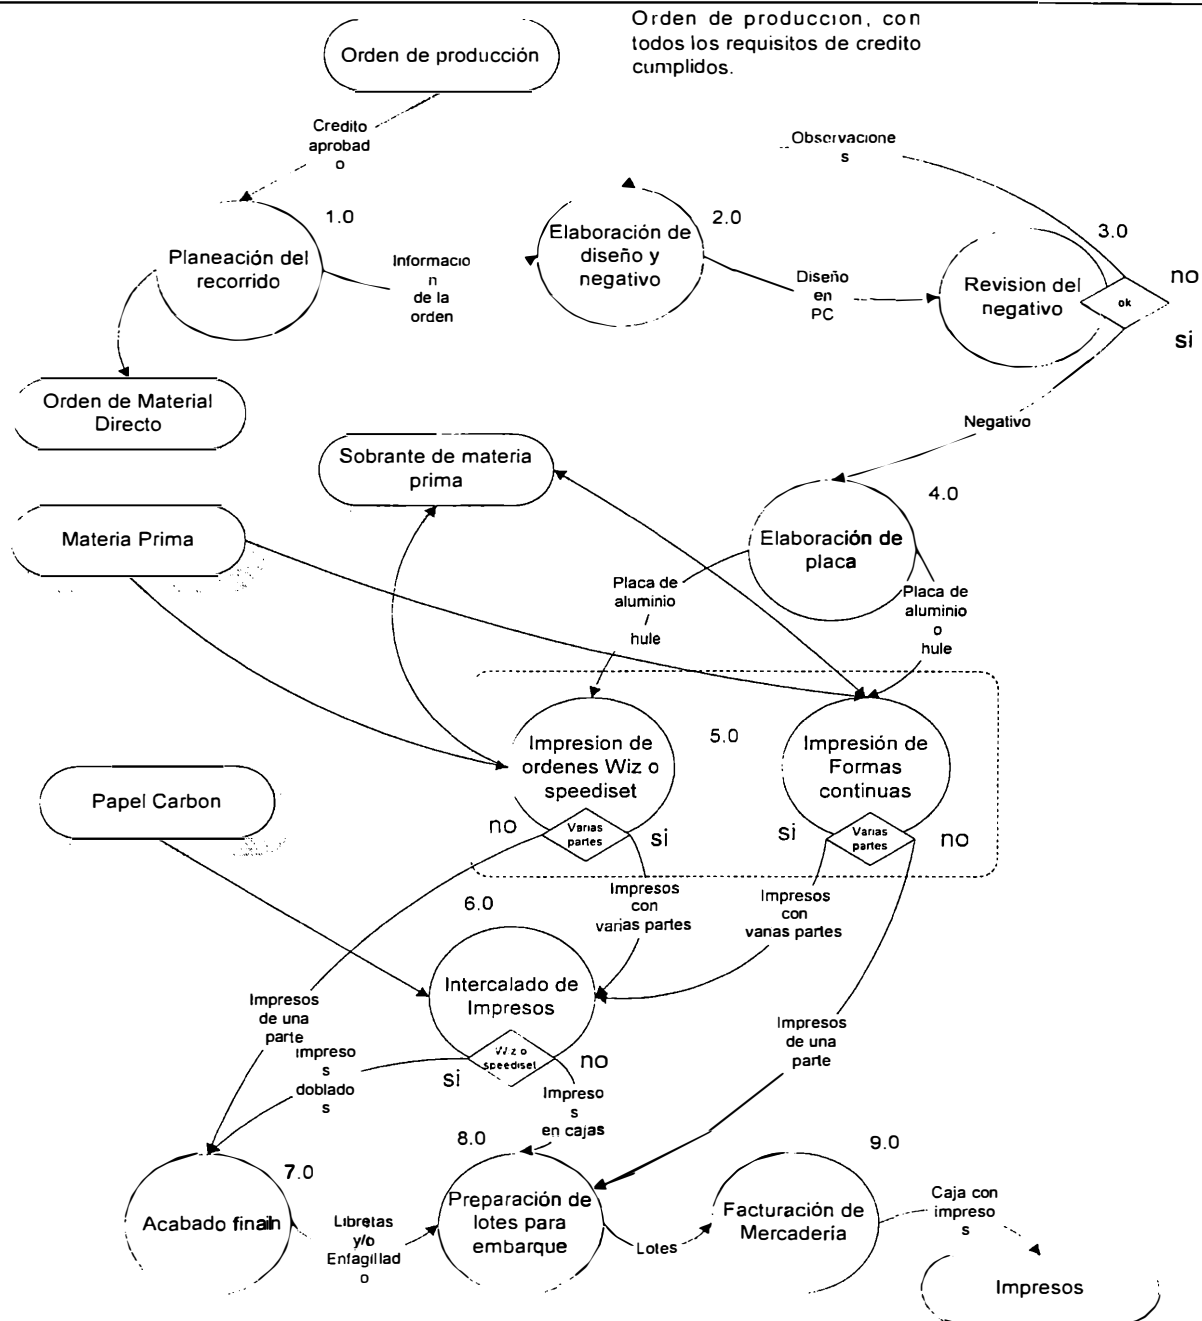 Orden de produccion, con
todos los requisitos de credito
cumplidos.
Orden de producción
Credito
aprobad
o
Observacione
s
1.0
Planeación del
recorrido
Informacio
n
de la
orden
2.0
Elaboración de
diseño y
negativo
Diseño
en
PC
3.0
Revision del
negativo
ok
no
si
Orden de Material
Directo
Negativo
Sobrante de materia
prima
4.0
Elaboración de
placa
Materia Prima
Placa de
aluminio
/
hule
Placa de
aluminio
o
hule
5.0
Impresion de
ordenes Wiz o
speediset
Impresión de
Formas
continuas
Papel Carbon
no
Varias
partes
si
si
Varias
partes
no
Impresos
con
varias partes
Impresos
con
vanas partes
6.0
Intercalado de
Impresos
Impresos
de una
parte
Impresos
de una
parte
Wiz o
speediset
si
no
Impreso
s
doblado
s
Impreso
s
en cajas
7.0
Acabado finaln
8.0
Preparación de
lotes para
embarque
9.0
Facturación de
Mercadería
Libretas
y/o
Enfagillad
o
Lotes
Caja con
impreso
s
Impresos